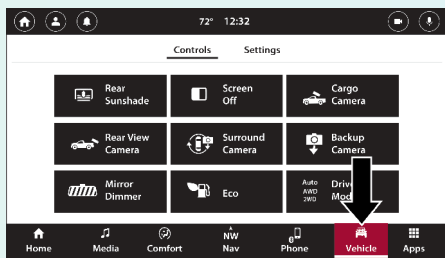 72° 12:32
Controls Settings
Rear
Sunshade
Screen
Off
Cargo
Camera
Rear View
Camera
Surround
Camera
Backup
Camera
Mirror
Dimmer
Eco
Auto
AWD
2WD
Home
Media
Comfort
NW
Nav
Phone
Vehicle
Apps